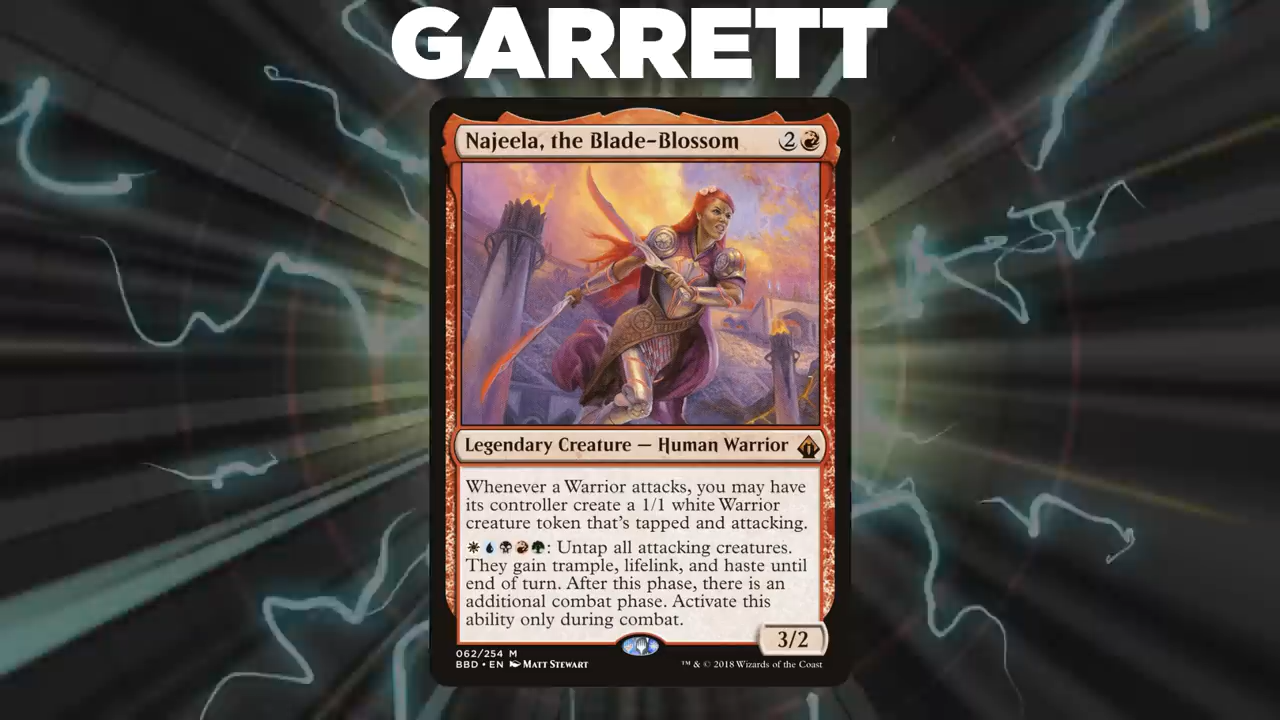 GARRETT
Najeela, the Blade-Blossom 2
Legendary Creature — Human Warrior
Whenever a Warrior attacks, you may have
its controller create a 1/1 white Warrior
creature token that's tapped and attacking.
: Untap all attacking creatures.
They gain trample, lifelink, and haste until
end of turn. After this phase, there is an
additional combat phase. Activate this
ability only during combat.
3/2
062/254 M
BBD • EN Matt Stewart
™ & © 2018 Wizards of the Coast